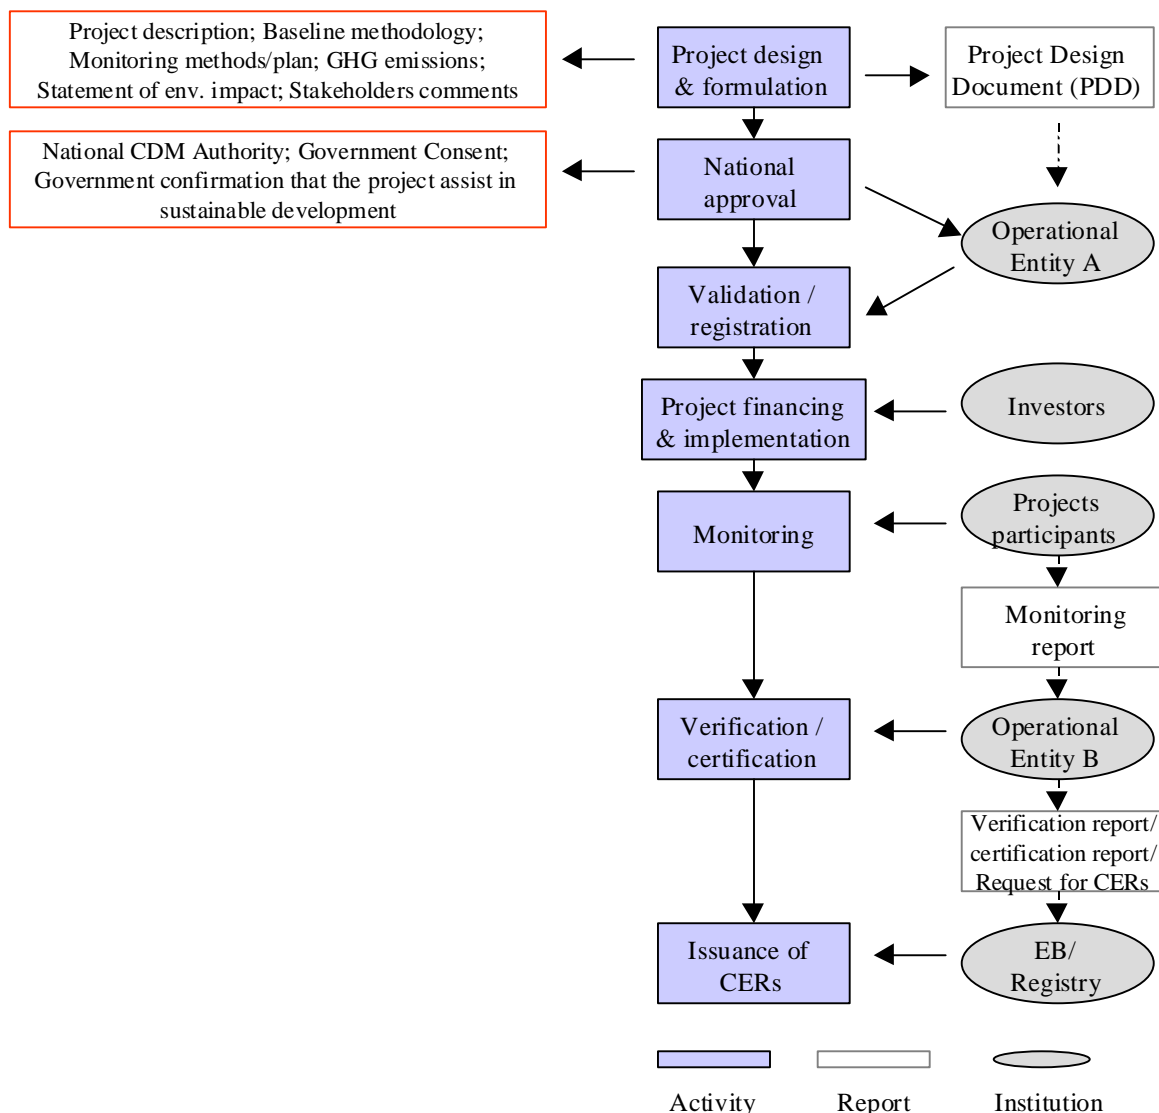 Project description; Baseline methodology;
Monitoring methods/plan; GHG emissions;
Statement of env. impact; Stakeholders comments
Project design
& formulation
Project Design
Document (PDD)
National CDM Authority; Government Consent;
Government confirmation that the project assist in
sustainable development
National
approval
Operational
Entity A
Validation /
registration
Project financing
& implementation
Investors
Monitoring
Projects
participants
Monitoring
report
Verification /
certification
Operational
Entity B
Verification report/
certification report/
Request for CERs
Issuance of
CERs
EB/
Registry
Activity
Report
Institution